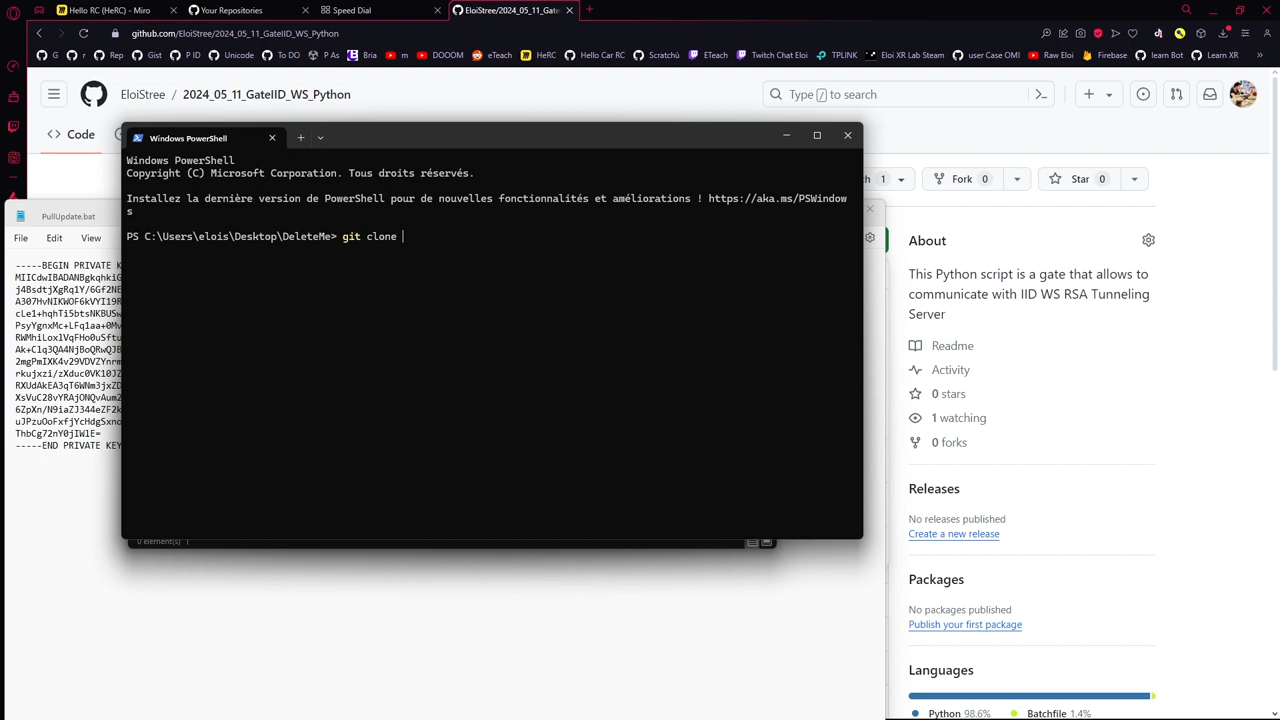 Hello RC (HeRC) - Miro
Your Repositories
Speed Dial
EloiStree/2024_05_11_Gate
github.com/EloiStree/2024_05_11_GateIID_WS_Python
G Rep P ID Gist Unicode To DO P As Bria m DOOOM eTeach HeRC Hello Car RC Scratchü ETeach Twitch Chat Eloi TPLINK Eloi XR Lab Steam user Case OMI Raw Eloi Firebase learn Bot Learn XR
EloiStree / 2024_05_11_GateIID_WS_Python
Type / to search
Code
1
Fork 0
Star 0
Windows PowerShell
Windows PowerShell
Copyright (C) Microsoft Corporation. Tous droits réservés.
Installez la dernière version de PowerShell pour de nouvelles fonctionnalités et améliorations ! https://aka.ms/PSWindow
s
PS C:\Users\elois\Desktop\DeleteMe> git clone
0 element(s)
PullUpdate.bat
File Edit View
-----BEGIN PRIVATE K
-----END PRIVATE KEY
About
This Python script is a gate that allows to
communicate with IID WS RSA Tunneling
Server
Readme
Activity
0 stars
1 watching
0 forks
Releases
No releases published
Create a new release
Packages
No packages published
Publish your first package
Languages
Python 98.6% Batchfile 1.4%